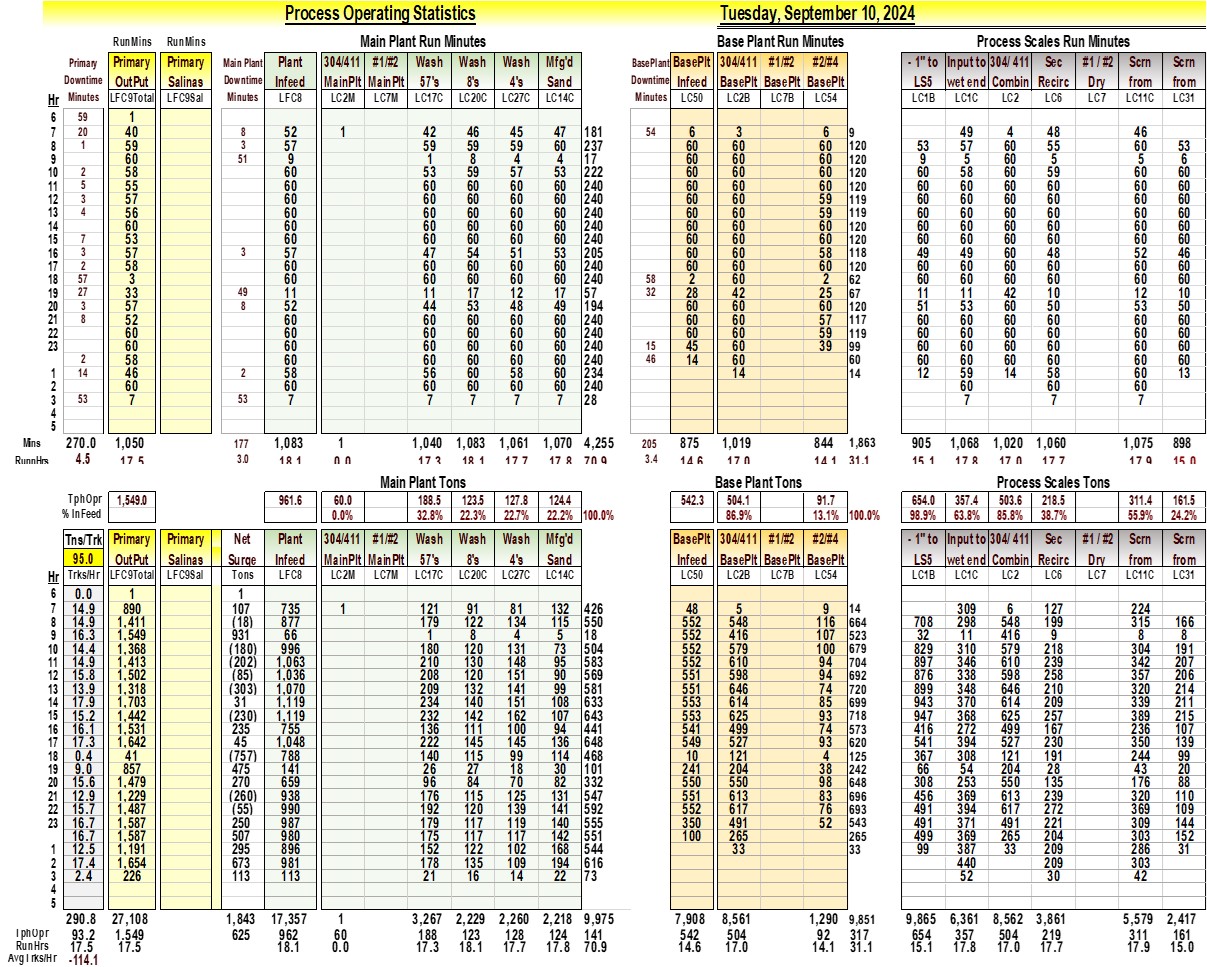 Process Operating Statistics Tuesday, September 10, 2024
RunMins RunMins Main Plant Run Minutes Base Plant Run Minutes Process Scales Run Minutes
Primary Primary Primary Main Plant Plant 304/411 #1/#2 Wash Wash Wash Mfg'd BasePlant BasePlt 304/411 #1/#2 #2/#4 - 1" to Input to 304/ 411 Sec #1 / #2 Scrn Scrn
Downtime OutPut Salinas Downtime Infeed MainPlt MainPlt 57's 8's 4's Sand Downtime Infeed BasePlt BasePlt BasePlt LS5 wet end Combin Recirc Dry from from
Hr Minutes LFC9Total LFC9Sal Minutes LFC8 LC2M LC7M LC17C LC20C LC27C LC14C Minutes LC50 LC2B LC7B LC54 LC1B LC1C LC2 LC6 LC7 LC11C LC31
6 59 1
7 20 40 8 52 1 42 46 45 47 181 54 6 3 6 9 49 4 48 46
8 1 59 3 57 59 59 59 60 237 60 60 60 120 53 57 60 55 60 53
9 60 51 9 1 8 4 4 17 60 60 60 120 9 5 60 5 5 6
10 2 58 60 53 59 57 53 222 60 60 60 120 60 58 60 59 60 60
11 5 55 60 60 60 60 60 240 60 60 60 120 60 60 60 60 60 60
12 3 57 60 60 60 60 60 240 60 60 59 119 60 60 60 60 60 60
13 4 56 60 60 60 60 60 240 60 60 59 119 60 60 60 60 60 60
14 60 60 60 60 60 60 240 60 60 60 120 60 60 60 60 60 60
15 7 53 60 60 60 60 60 240 60 60 60 120 60 60 60 60 60 60
16 3 57 3 57 47 54 51 53 205 60 60 58 118 49 49 60 48 52 46
17 2 58 60 60 60 60 60 240 60 60 60 120 60 60 60 60 60 60
18 57 3 60 60 60 60 60 240 58 2 60 2 62 60 60 60 60 60 60
19 27 33 49 11 11 17 12 17 57 32 28 42 25 67 11 11 42 10 12 10
20 3 57 8 52 44 53 48 49 194 60 60 60 120 51 53 60 50 53 50
21 8 52 60 60 60 60 60 240 60 60 57 117 60 60 60 60 60 60
22 60 60 60 60 60 60 240 60 60 59 119 60 60 60 60 60 60
23 60 60 60 60 60 60 240 15 45 60 39 99 60 60 60 60 60 60
2 58 60 60 60 60 60 240 46 14 60 60 60 60 60 60 60 60
1 14 46 2 58 56 60 58 60 234 14 14 12 59 14 58 60 13
2 60 60 60 60 60 60 240 60 60 60
3 53 7 53 7 7 7 7 7 28 7 7 7
4
5
Mins 270.0 1,050 177 1,083 1 1,040 1,083 1,061 1,070 4,255 205 875 1,019 844 1,863 905 1,068 1,020 1,060 1,075 898
RunnHrs 4.5 17.5 3.0 18.1 0.0 17.3 18.1 17.7 17.8 70.9 3.4 14.6 17.0 14.1 31.1 15.1 17.8 17.0 17.7 17.9 15.0
Main Plant Tons Base Plant Tons Process Scales Tons
TphOpr 1,549.0 961.6 60.0 188.5 123.5 127.8 124.4 542.3 504.1 91.7 654.0 357.4 503.6 218.5 311.4 161.5
% InFeed 0.0% 32.8% 22.3% 22.7% 22.2% 100.0% 86.9% 13.1% 100.0% 98.9% 63.8% 85.8% 38.7% 55.9% 24.2%
Tns/Trk Primary Primary Net Plant 304/411 #1/#2 Wash Wash Wash Mfg'd BasePlt 304/411 #1/#2 #2/#4 - 1" to Input to 304/ 411 Sec #1 / #2 Scrn Scrn
95.0 OutPut Salinas Surge Infeed MainPlt MainPlt 57's 8's 4's Sand Infeed BasePlt BasePlt BasePlt LS5 wet end Combin Recirc Dry from from
Hr Trks/Hr LFC9Total LFC9Sal Tons LFC8 LC2M LC7M LC17C LC20C LC27C LC14C LC50 LC2B LC7B LC54 LC1B LC1C LC2 LC6 LC7 LC11C LC31
6 0.0 1 1
7 14.9 890 107 735 1 121 91 81 132 426 48 5 9 14 309 6 127 224
8 14.9 1,411 (18) 877 179 122 134 115 550 552 548 116 664 708 298 548 199 315 166
9 16.3 1,549 931 66 1 8 4 5 18 552 416 107 523 32 11 416 9 8 8
10 14.4 1,368 (180) 996 180 120 131 73 504 552 579 100 679 829 310 579 218 304 191
11 14.9 1,413 (202) 1,063 210 130 148 95 583 552 610 94 704 897 346 610 239 342 207
12 15.8 1,502 (85) 1,036 208 120 151 90 569 551 598 94 692 876 338 598 258 357 206
13 13.9 1,318 (303) 1,070 209 132 141 99 581 551 646 74 720 899 348 646 210 320 214
14 17.9 1,703 31 1,119 234 140 151 108 633 553 614 85 699 943 370 614 209 339 211
15 15.2 1,442 (230) 1,119 232 142 162 107 643 553 625 93 718 947 368 625 257 389 215
16 16.1 1,531 235 755 136 111 100 94 441 541 499 74 573 416 272 499 167 236 107
17 17.3 1,642 45 1,048 222 145 145 136 648 549 527 93 620 541 394 527 230 350 139
18 0.4 41 (757) 788 140 115 99 114 468 10 121 4 125 367 308 121 191 244 99
19 9.0 857 475 141 26 27 18 30 101 241 204 38 242 66 54 204 28 43 20
20 15.6 1,479 270 659 96 84 70 82 332 550 550 98 648 308 253 550 135 176 88
21 12.9 1,229 (260) 938 176 115 125 131 547 551 613 83 696 456 369 613 239 320 110
22 15.7 1,487 (55) 990 192 120 139 141 592 552 617 76 693 491 394 617 272 369 109
23 16.7 1,587 250 987 179 117 119 140 555 350 491 52 543 491 371 491 221 309 144
16.7 1,587 507 980 175 117 117 142 551 100 265 265 499 369 265 204 303 152
1 12.5 1,191 295 896 152 122 102 168 544 33 33 99 387 33 209 286 31
2 17.4 1,654 673 981 178 135 109 194 616 440 209 303
3 2.4 226 113 113 21 16 14 22 73 52 30 42
4
5
290.8 27,108 1,843 17,357 1 3,267 2,229 2,260 2,218 9,975 7,908 8,561 1,290 9,851 9,865 6,361 8,562 3,861 5,579 2,417
TphOpr 93.2 1,549 625 962 60 188 123 128 124 141 542 504 92 317 654 357 504 219 311 161
RunHrs 17.5 17.5 18.1 0.0 17.3 18.1 17.7 17.8 70.9 14.6 17.0 14.1 31.1 15.1 17.8 17.0 17.7 17.9 15.0
AvgTrks/Hr -114.1